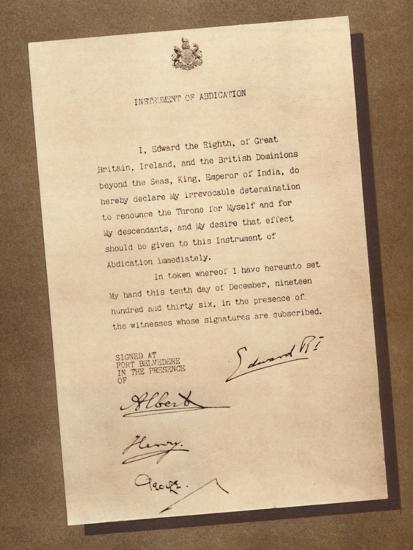 INSTRUMENT OF ABDICATION
I, Edward the Eighth, of Great
Britain, Ireland, and the British Dominions
beyond the Seas, King, Emperor of India, do
hereby declare My irrevocable determination
to renounce the Throne for Myself and for
My descendants, and My desire that effect
should be given to this Instrument of
Abdication immediately.
In token whereof I have hereunto set
My hand this tenth day of December, nineteen
hundred and thirty six, in the presence of
the witnesses whose signatures are subscribed.
SIGNED AT
FORT BELVEDERE
IN THE PRESENCE
OF
Edward RI
Albert
Henry.
George